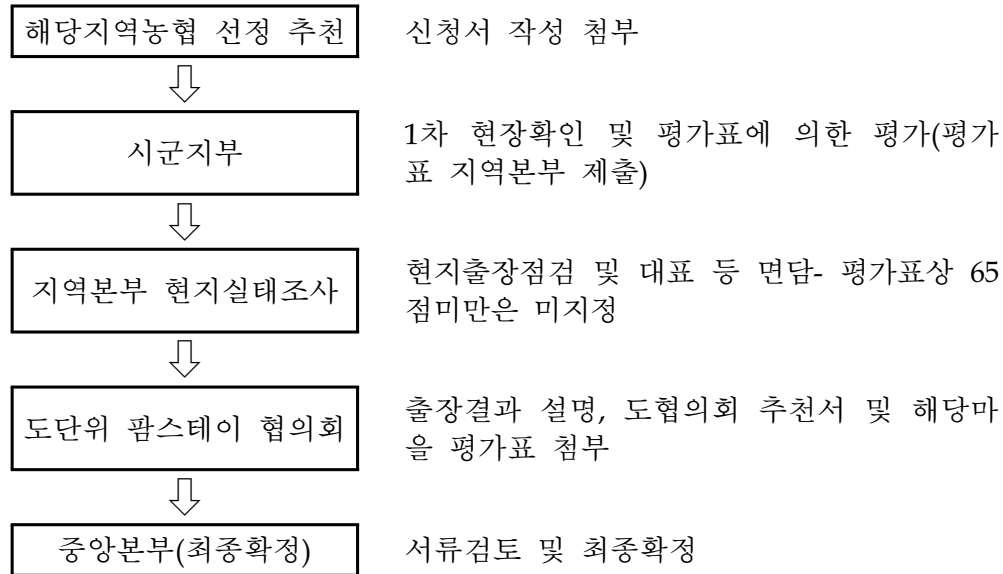 해당지역농협 선정 추천
신청서 작성 첨부
시군지부
1차 현장확인 및 평가표에 의한 평가(평가
표 지역본부 제출)
지역본부 현지실태조사
현지출장점검 및 대표 등 면담- 평가표상 65
점미만은 미지정
도단위 팜스테이 협의회
출장결과 설명, 도협의회 추천서 및 해당마
을 평가표 첨부
중앙본부(최종확정)
서류검토 및 최종확정